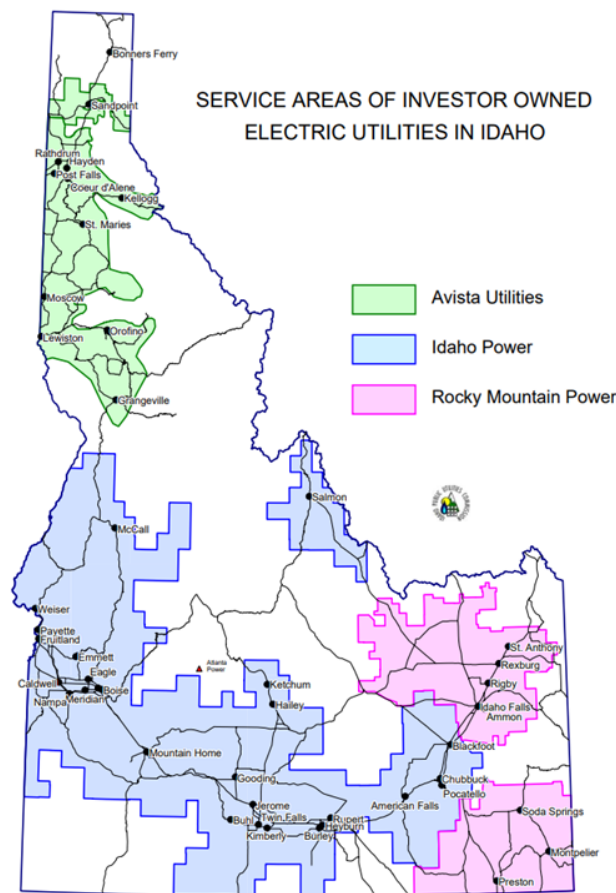 Bonners Ferry
SERVICE AREAS OF INVESTOR OWNED
ELECTRIC UTILITIES IN IDAHO
Sandpoint
Rathdrum
Hayden
Post Falls
Coeur d'Alene
Kellogg
St. Maries
Avista Utilities
Moscow
Orofino
Lewiston
Idaho Power
Rocky Mountain Power
Grangeville
Salmon
McCall
Weiser
Payette
Fruitland
Emmett
Eagle
Caldwell
Boise
Nampa
Meridian
Atlanta
Power
Ketchum
Hailey
St. Anthony
Rexburg
Rigby
Idaho Falls
Ammon
Blackfoot
Mountain Home
Gooding
Chubbuck
Pocatello
American Falls
Jerome
Twin Falls
Buhl
Kimberly
Rupert
Heyburn
Burley
Soda Springs
Montpelier
Preston